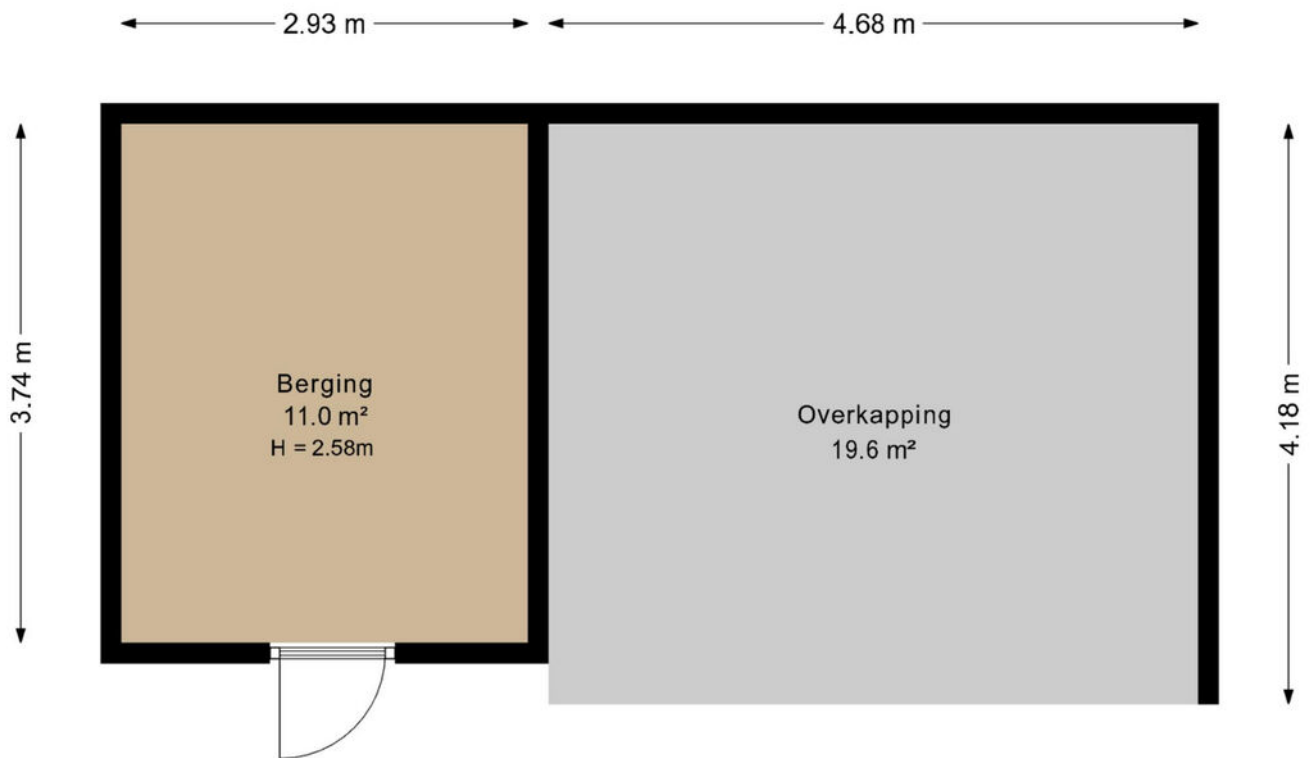 2.93 m
4.68 m
3.74 m
Berging
11.0 m²
H = 2.58m
Overkapping
19.6 m²
4.18 m